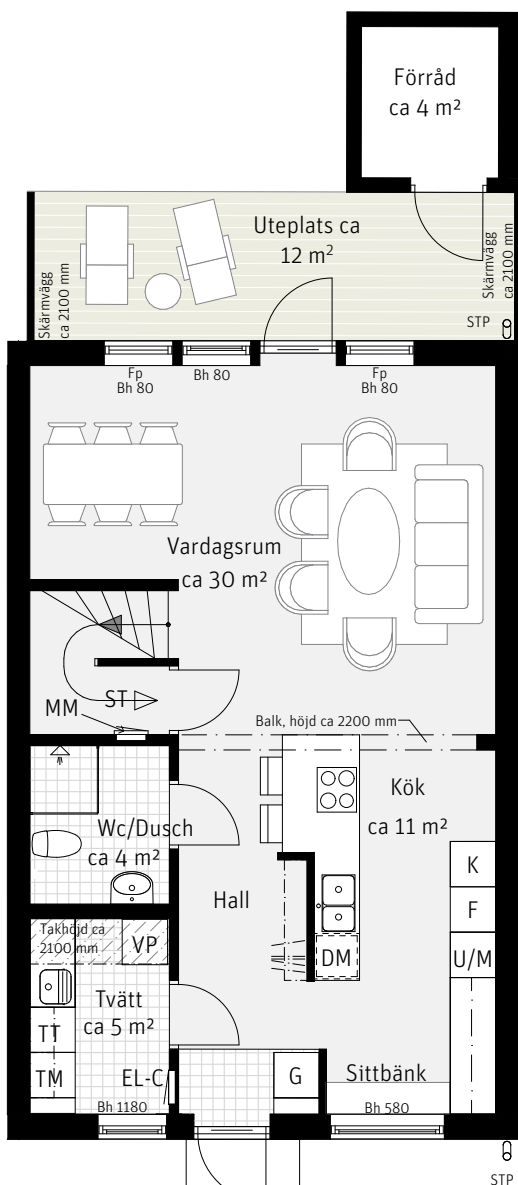 Förråd
ca 4 m²
Uteplats ca
12 m²
Skärmvägg
ca 2100 mm
Skärmvägg
ca 2100 mm
STP
Fp
Bh 80
Bh 80
Fp
Bh 80
Vardagsrum
ca 30 m²
ST
MM
Balk, höjd ca 2200 mm
Kök
ca 11 m²
Wc/Dusch
ca 4 m²
Hall
K
F
U/M
DM
Takhöjd ca
2100 mm
VP
Tvätt
ca 5 m²
TT
TM
EL-C
G
Sittbänk
Bh 1180
Bh 580
STP